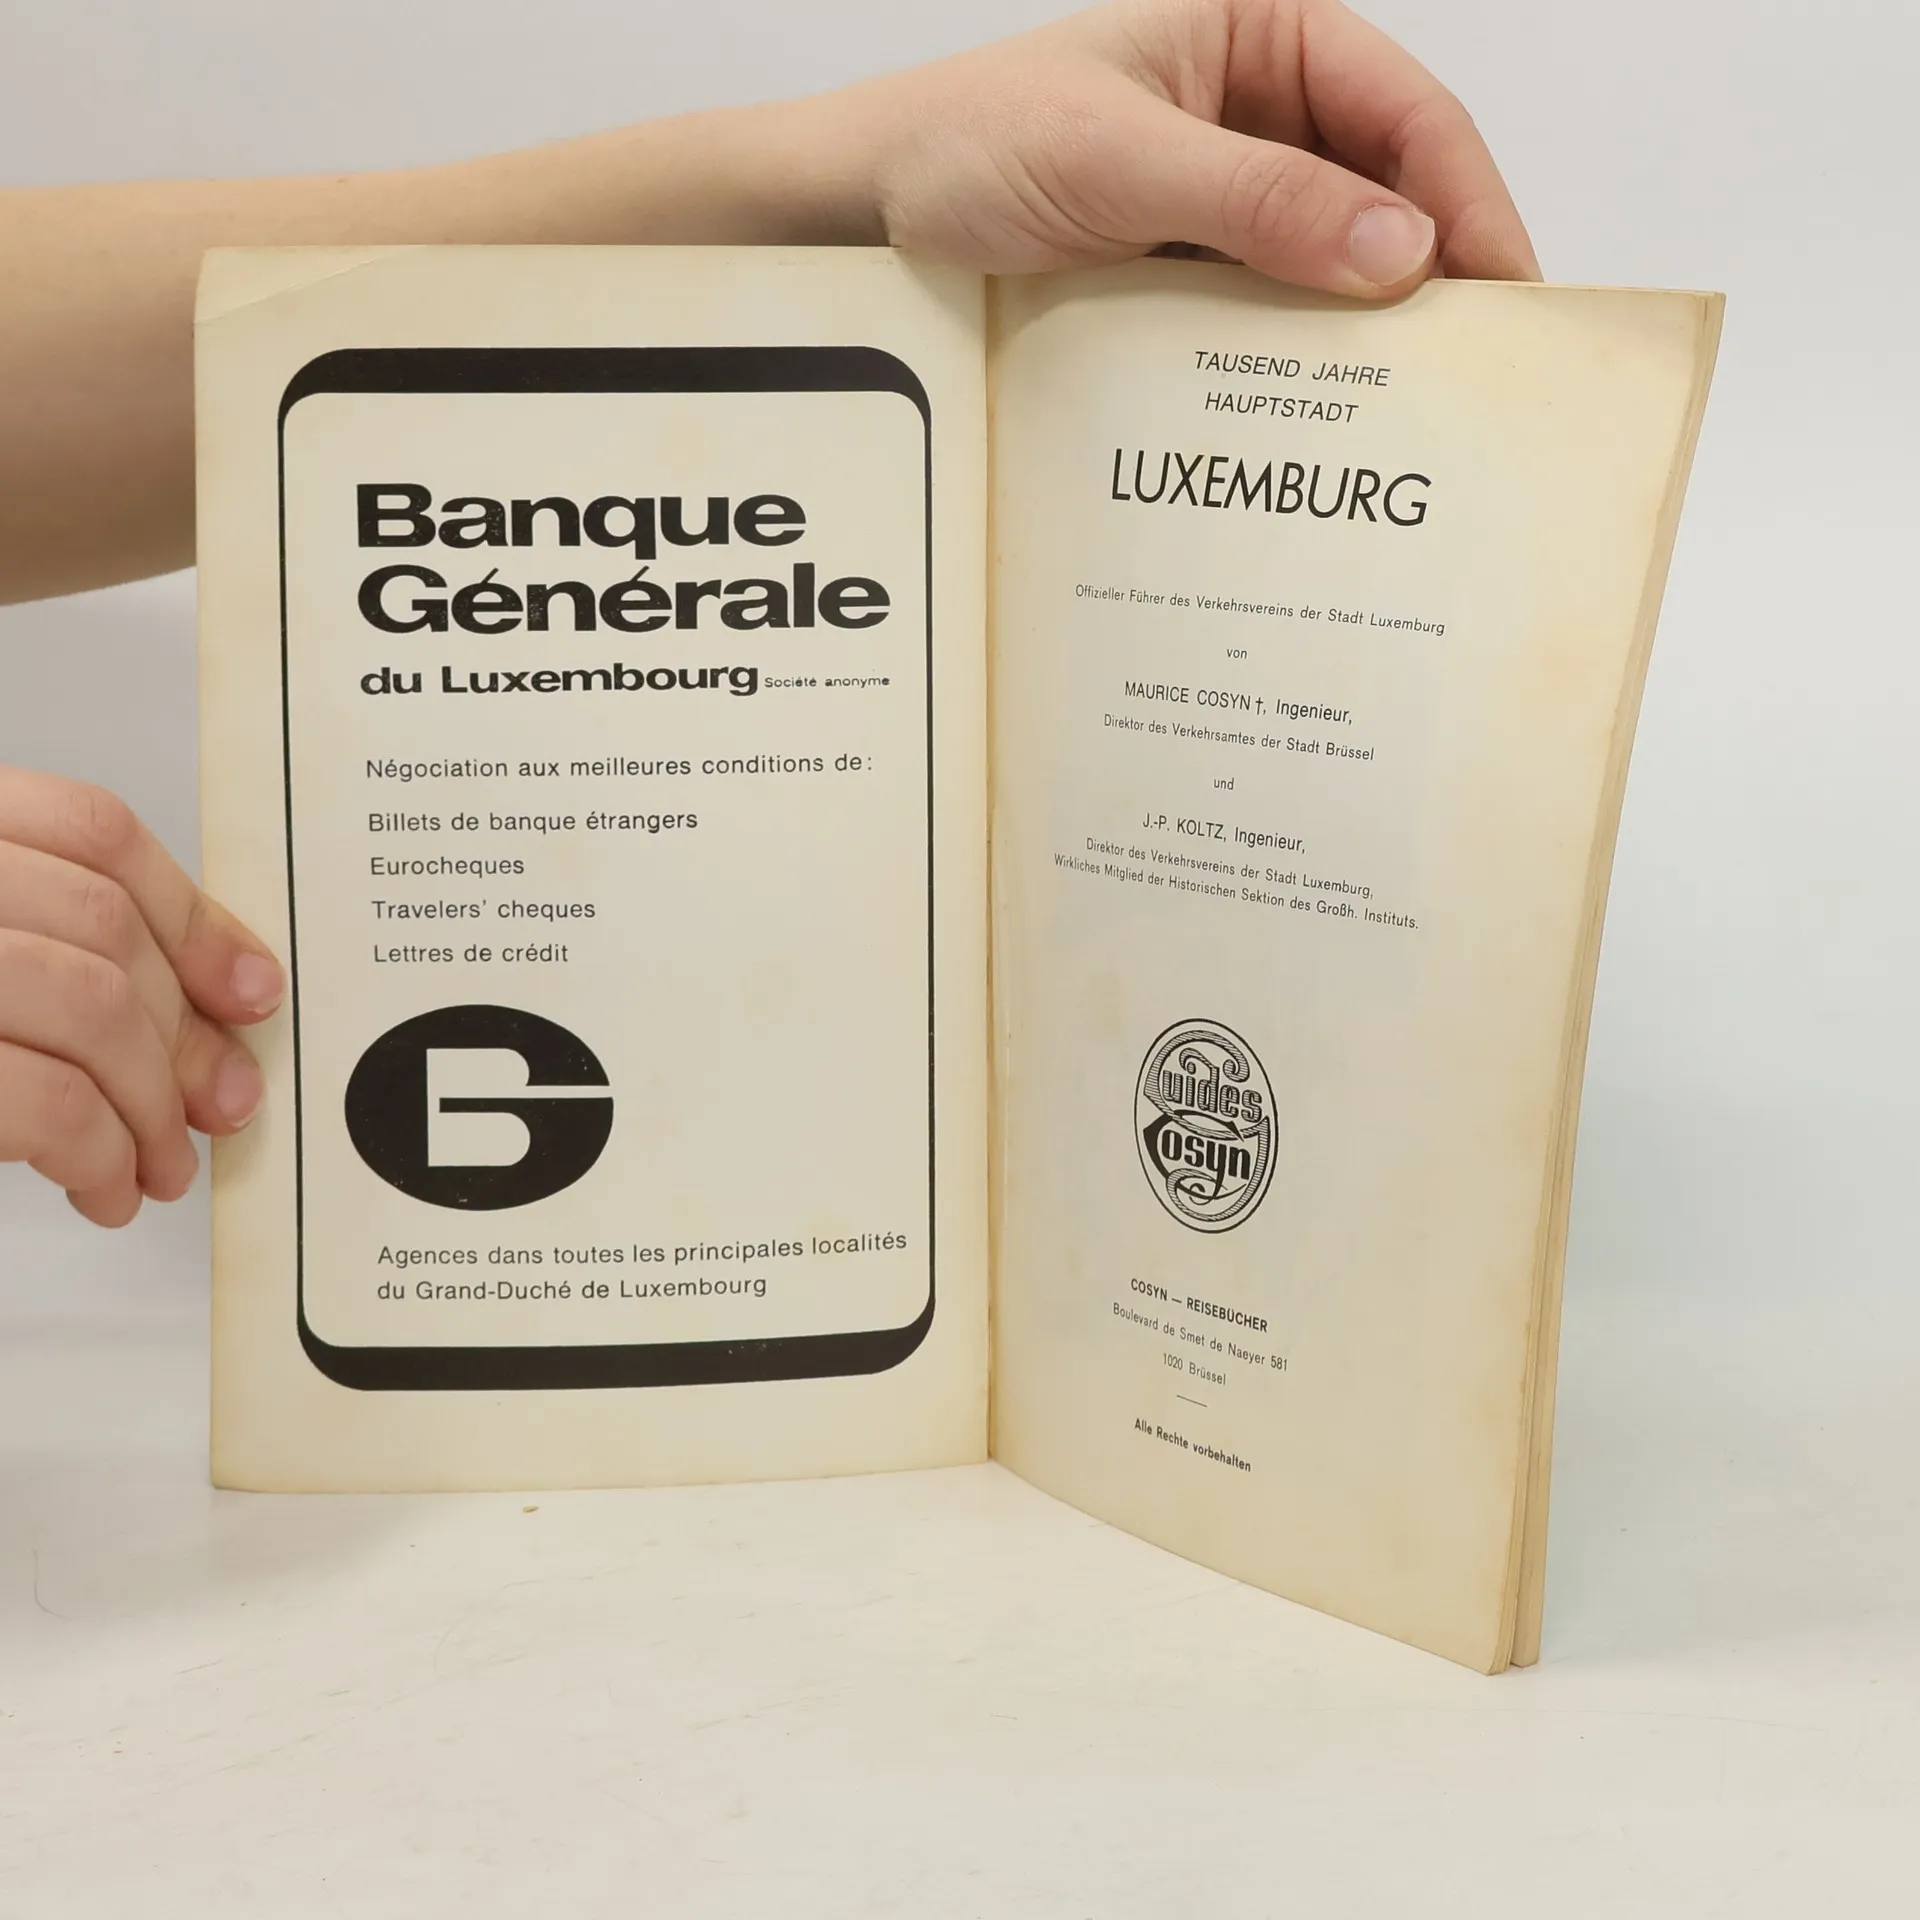 Banque
Générale
du Luxembourg Société anonyme
Négociation aux meilleures conditions de:
Billets de banque étrangers
Eurocheques
Travelers' cheques
Lettres de crédit
B
Agences dans toutes les principales localités
du Grand-Duché de Luxembourg
TAUSEND JAHRE
HAUPTSTADT
LUXEMBURG
Offizieller Führer des Verkehrsvereins der Stadt Luxemburg
von
MAURICE COSYN †, Ingenieur,
Direktor des Verkehrsamtes der Stadt Brüssel
und
J.-P. KOLTZ, Ingenieur,
Direktor des Verkehrsvereins der Stadt Luxemburg,
Wirkliches Mitglied der Historischen Sektion des Großh. Instituts.
Guides
Cosyn
COSYN — REISEBÜCHER
Boulevard de Smet de Naeyer 581
1020 Brüssel
Alle Rechte vorbehalten